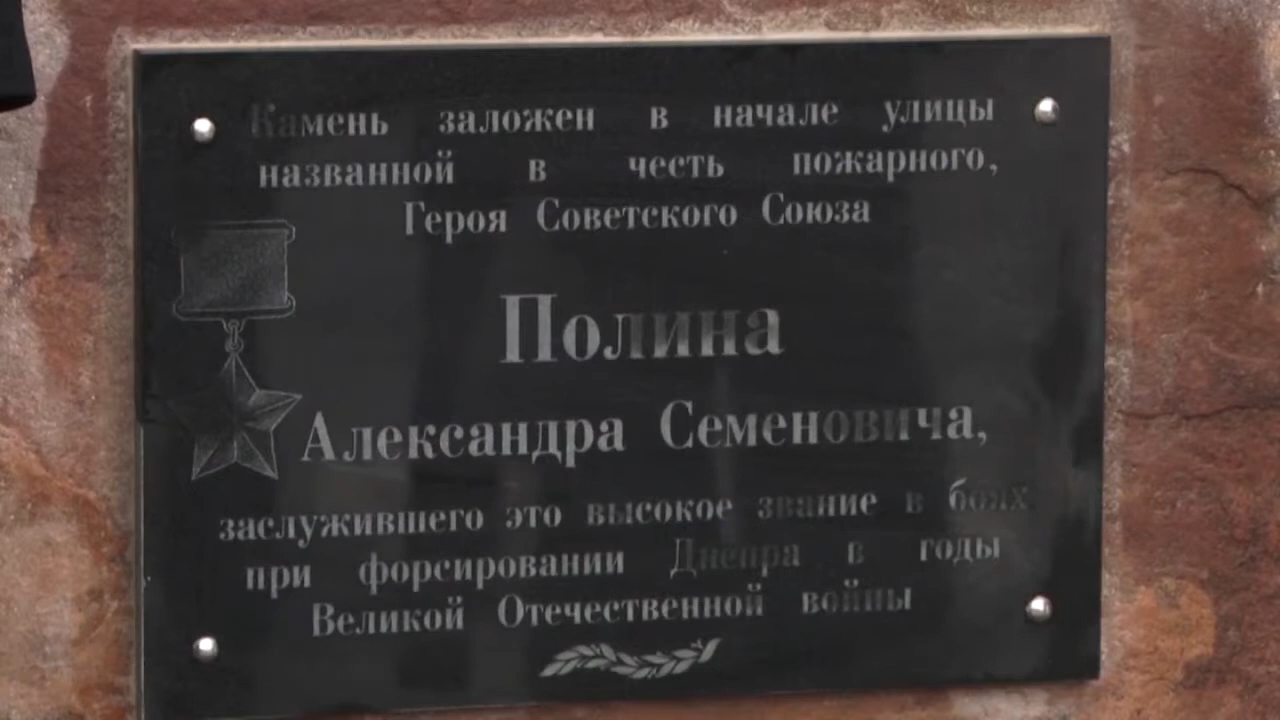 Камень заложен в начале улицы
названной в честь пожарного,
Героя Советского Союза
Полина
Александра Семеновича,
заслужившего это высокое звание в боях
при форсировании Днепра в годы
Великой Отечественной войны